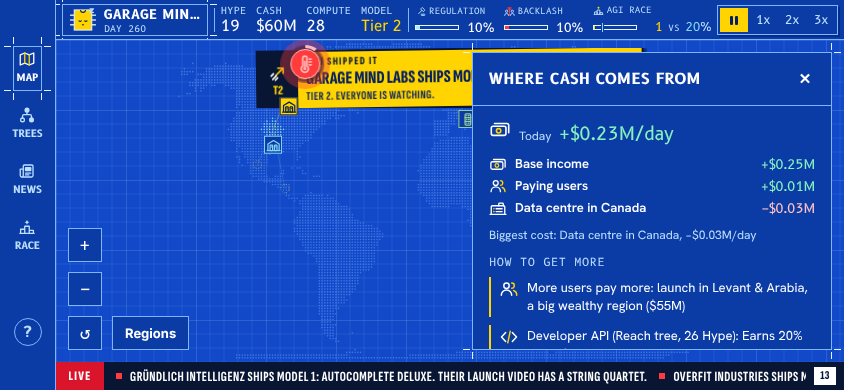 GARAGE MIN...
DAY 260
HYPE
19
CASH
$60M
COMPUTE
28
MODEL
Tier 2
REGULATION
10%
BACKLASH
10%
AGI RACE
1 vs 20%
1x
2x
3x
MAP
TREES
NEWS
RACE
?
SHIPPED IT
T2
GARAGE MIND LABS SHIPS MO
TIER 2. EVERYONE IS WATCHING.
WHERE CASH COMES FROM
×
Today +$0.23M/day
Base income +$0.25M
Paying users +$0.01M
Data centre in Canada −$0.03M
Biggest cost: Data centre in Canada, −$0.03M/day
HOW TO GET MORE
More users pay more: launch in Levant & Arabia,
a big wealthy region ($55M)
Developer API (Reach tree, 26 Hype): Earns 20%
+
−
↺
Regions
LIVE
GRÜNDLICH INTELLIGENZ SHIPS MODEL 1: AUTOCOMPLETE DELUXE. THEIR LAUNCH VIDEO HAS A STRING QUARTET.
OVERFIT INDUSTRIES SHIPS
13